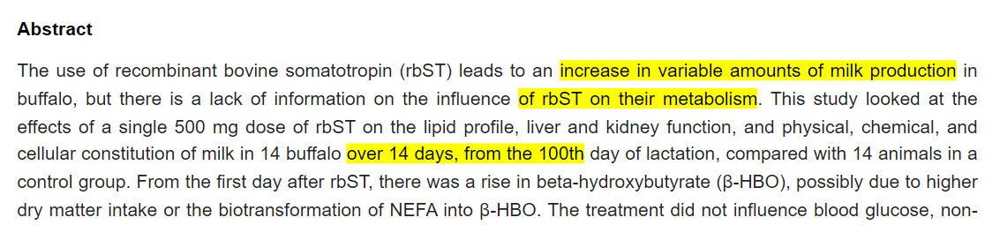 Abstract
The use of recombinant bovine somatotropin (rbST) leads to an increase in variable amounts of milk production in
buffalo, but there is a lack of information on the influence of rbST on their metabolism. This study looked at the
effects of a single 500 mg dose of rbST on the lipid profile, liver and kidney function, and physical, chemical, and
cellular constitution of milk in 14 buffalo over 14 days, from the 100th day of lactation, compared with 14 animals in a
control group. From the first day after rbST, there was a rise in beta-hydroxybutyrate (β-HBO), possibly due to higher
dry matter intake or the biotransformation of NEFA into β-HBO. The treatment did not influence blood glucose, non-